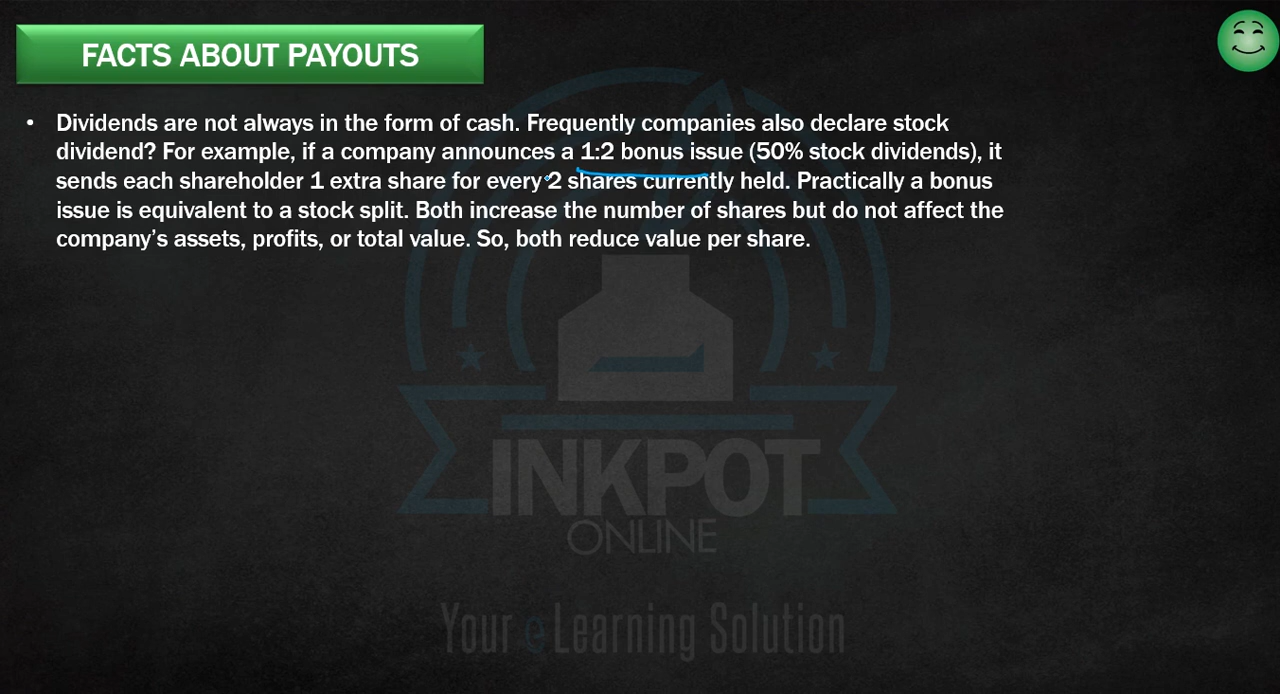 FACTS ABOUT PAYOUTS
• Dividends are not always in the form of cash. Frequently companies also declare stock
dividend? For example, if a company announces a 1:2 bonus issue (50% stock dividends), it
sends each shareholder 1 extra share for every 2 shares currently held. Practically a bonus
issue is equivalent to a stock split. Both increase the number of shares but do not affect the
company's assets, profits, or total value. So, both reduce value per share.
INKPOT
ONLINE
Your e Learning Solution